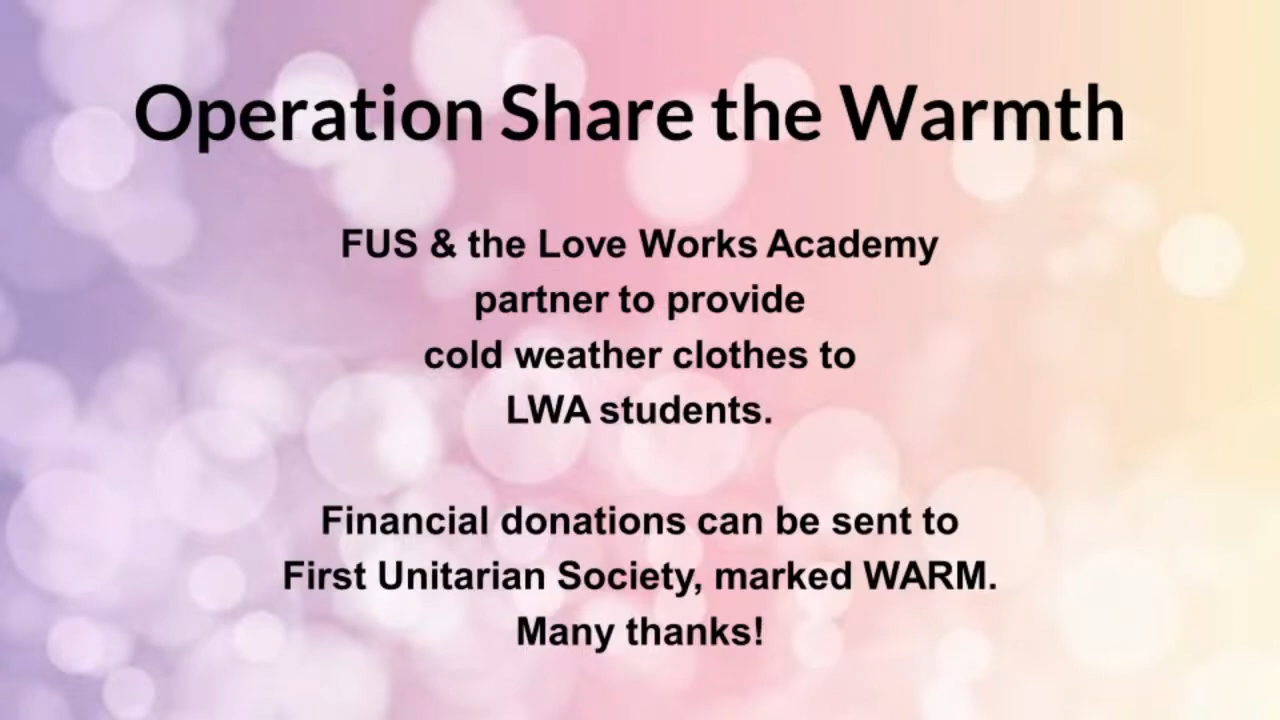 Operation Share the Warmth
FUS & the Love Works Academy
partner to provide
cold weather clothes to
LWA students.
Financial donations can be sent to
First Unitarian Society, marked WARM.
Many thanks!